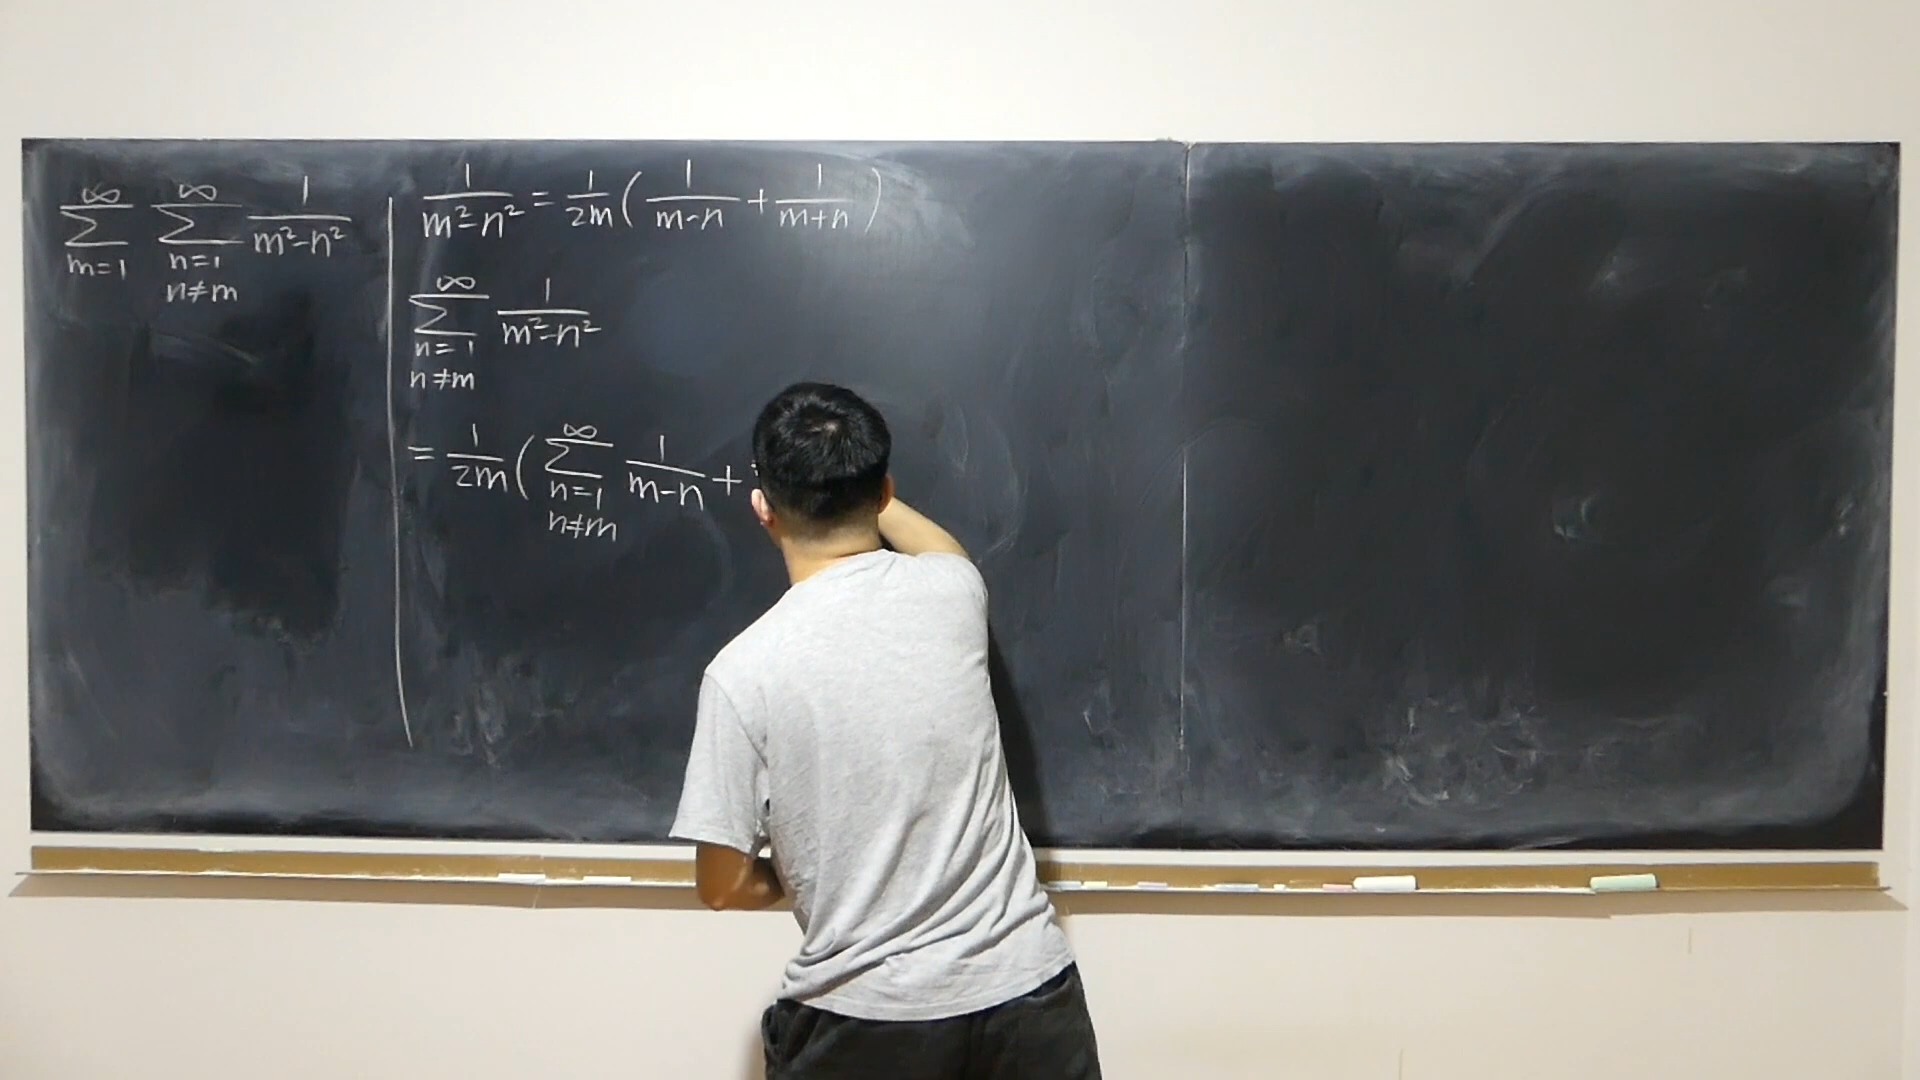 ∞ ∞ 1
∑ ∑ ―
m=1 n=1 m²-n²
n≠m
1/(m²-n²) = 1/2m ( 1/(m-n) + 1/(m+n) )
∞
∑ 1/(m²-n²)
n=1
n≠m
= 1/2m ( ∑ 1/(m-n) +
∞
n=1
n≠m